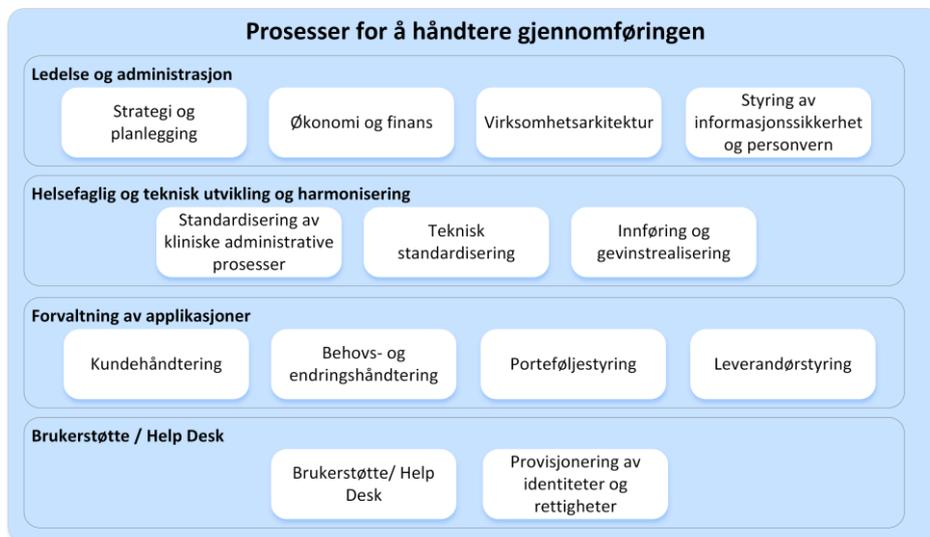 Prosesser for å håndtere gjennomføringen
Ledelse og administrasjon
Strategi og
planlegging
Økonomi og finans
Virksomhetsarkitektur
Styring av
informasjonssikkerhet
og personvern
Helsefaglig og teknisk utvikling og harmonisering
Standardisering av
kliniske administrative
prosesser
Teknisk
standardisering
Innføring og
gevinstrealisering
Forvaltning av applikasjoner
Kundehåndtering
Behovs- og
endringshåndtering
Porteføljestyring
Leverandørstyring
Brukerstøtte / Help Desk
Brukerstøtte/ Help
Desk
Provisjonering av
identiteter og
rettigheter